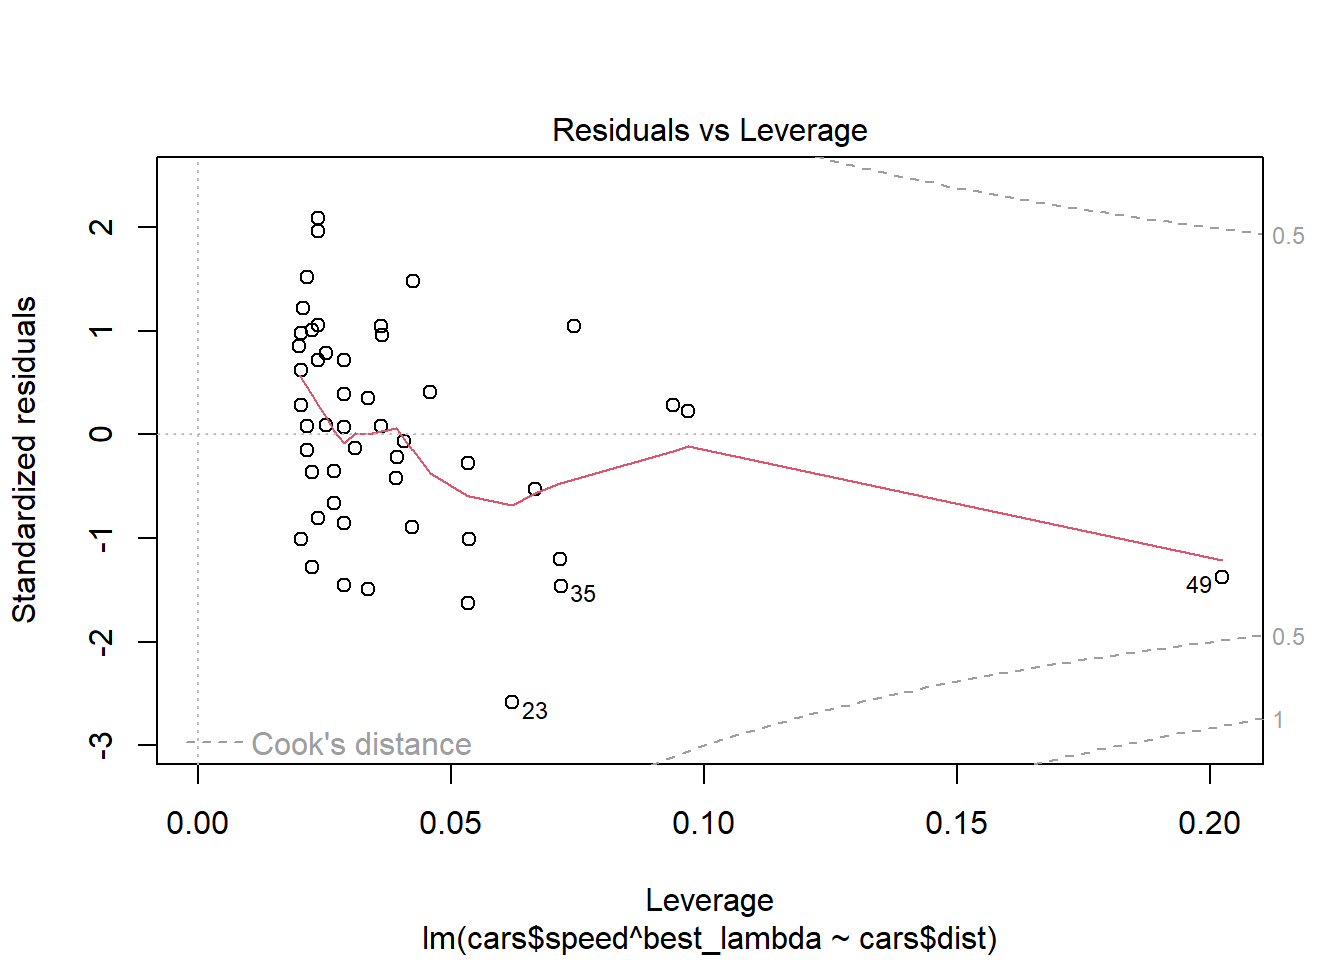 Residuals vs Leverage
Standardized residuals
2
1
0
-1
-2
-3
0.5
0.5
1
35
49
23
Cook's distance
0.00 0.05 0.10 0.15 0.20
Leverage
lm(cars$speed^best_lambda ~ cars$dist)